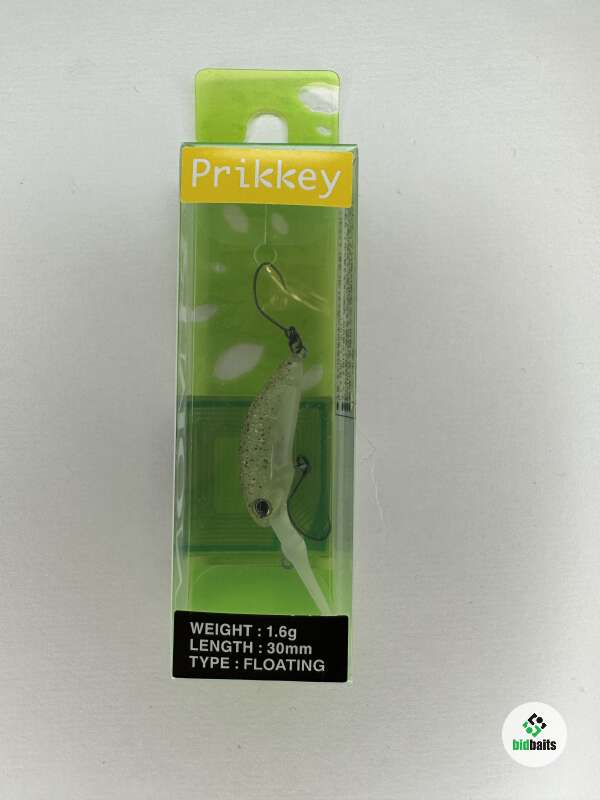 Prikkey
WEIGHT : 1.6g
LENGTH : 30mm
TYPE : FLOATING
bidbaits